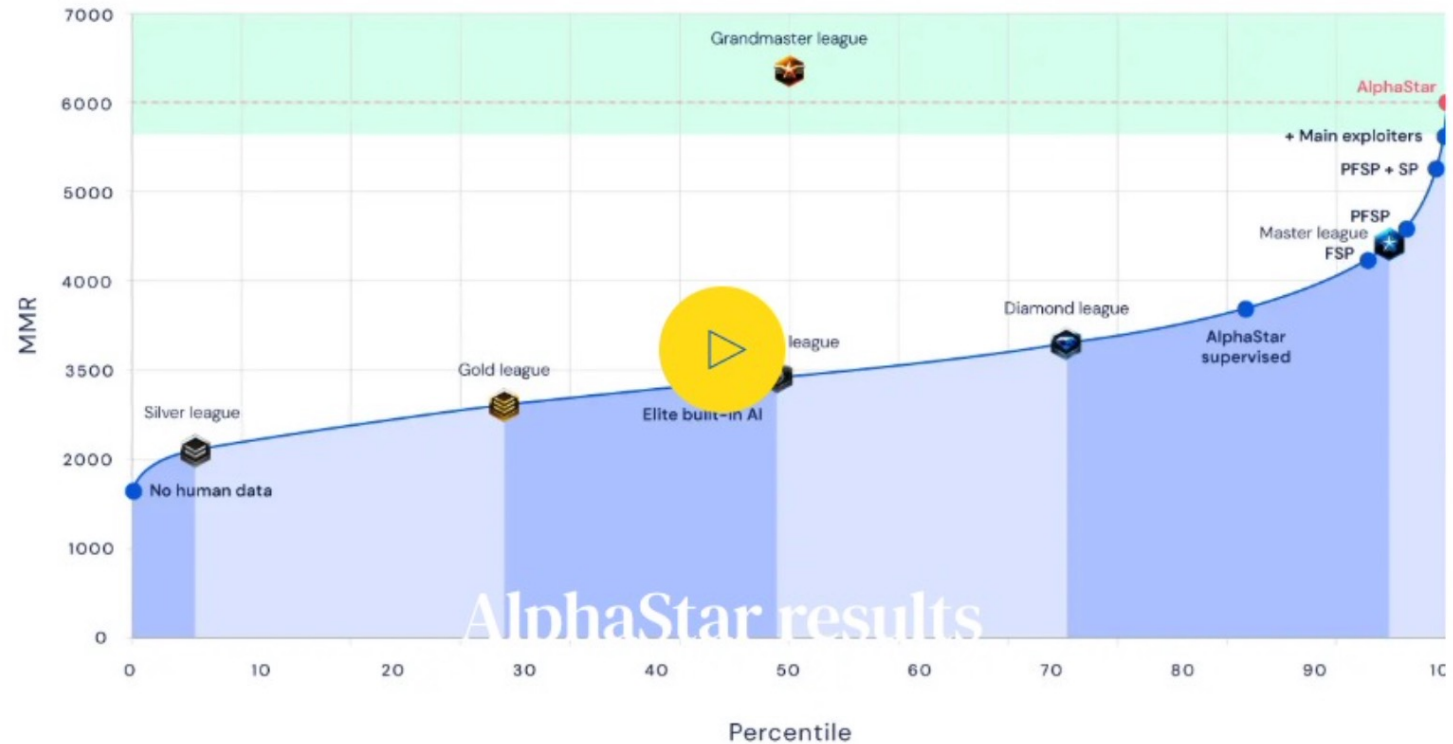 7000
Grandmaster league
AlphaStar
6000
+ Main exploiters
PFSP + SP
5000
PFSP
Master league
FSP
4000
Diamond league
MMR
league
AlphaStar
supervised
3500
Gold league
Elite built-in AI
Silver league
2000
No human data
1000
AlphaStar results
0
0 10 20 30 40 50 60 70 80 90 10
Percentile